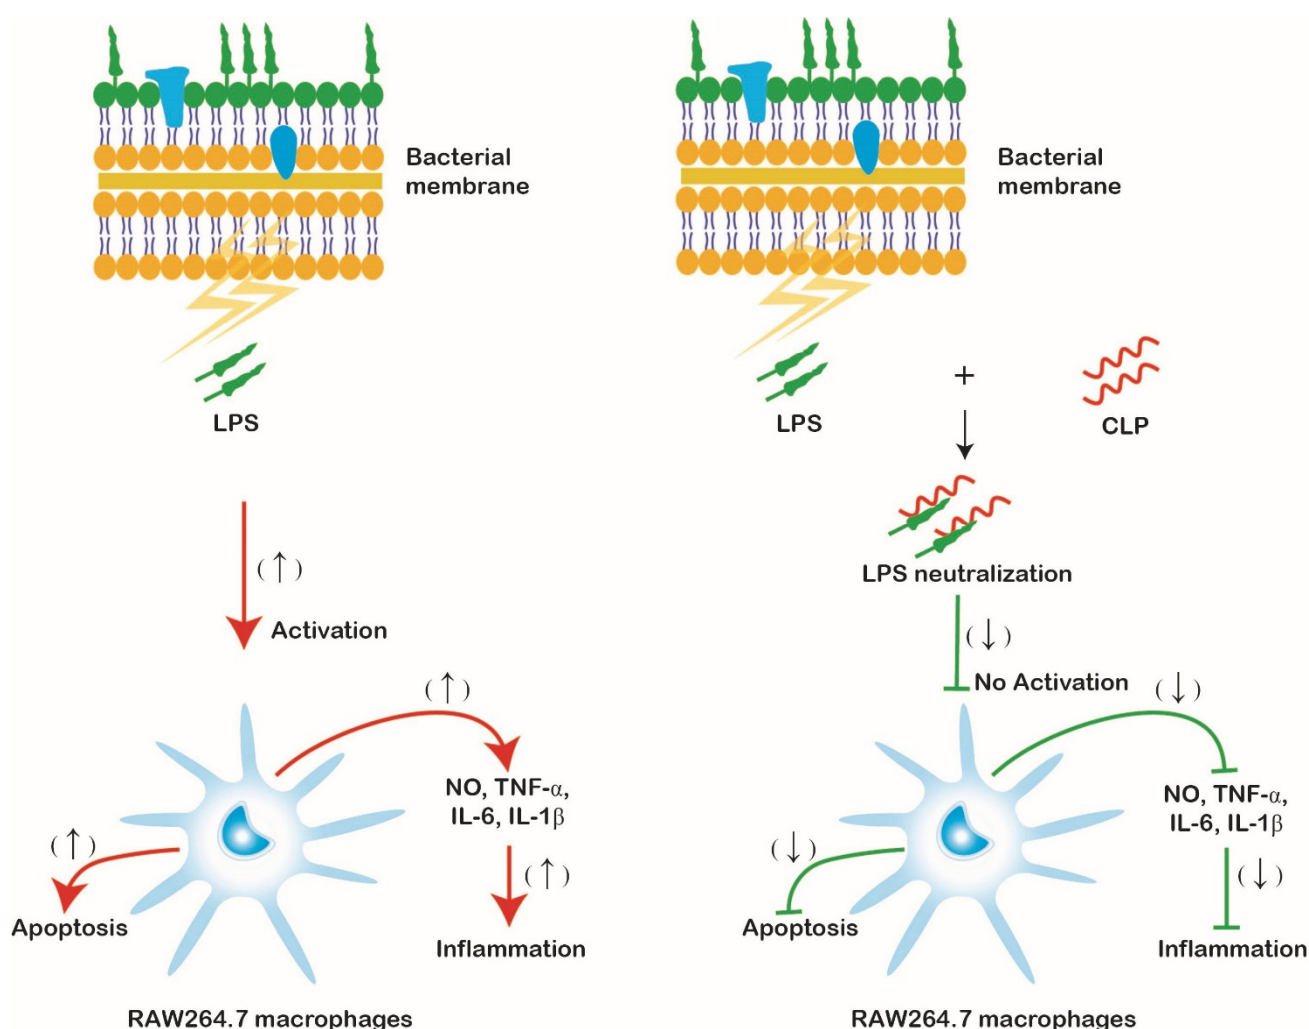 Bacterial
membrane
LPS
(↑)
Activation
(↑)
NO, TNF-α,
IL-6, IL-1β
(↑)
(↑)
Apoptosis
Inflammation
RAW264.7 macrophages
Bacterial
membrane
LPS
+
CLP
LPS neutralization
(↓)
No Activation
(↓)
NO, TNF-α,
IL-6, IL-1β
(↓)
(↓)
Apoptosis
Inflammation
RAW264.7 macrophages